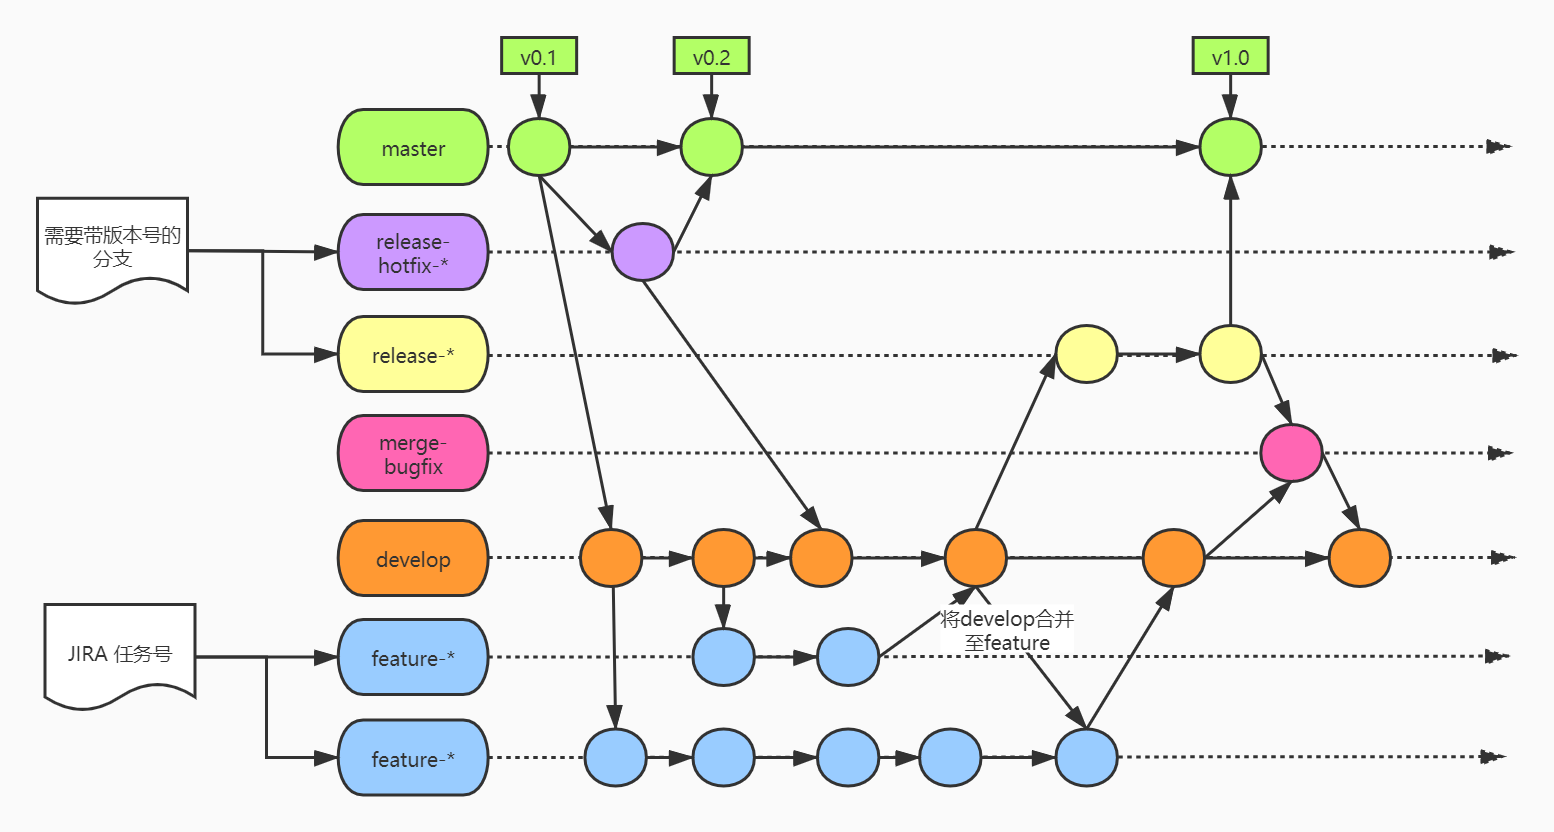 v0.1
v0.2
v1.0
master
需要带版本号的
分支
release-
hotfix-*
release-*
merge-
bugfix
develop
JIRA 任务号
feature-*
将develop合并
至feature
feature-*